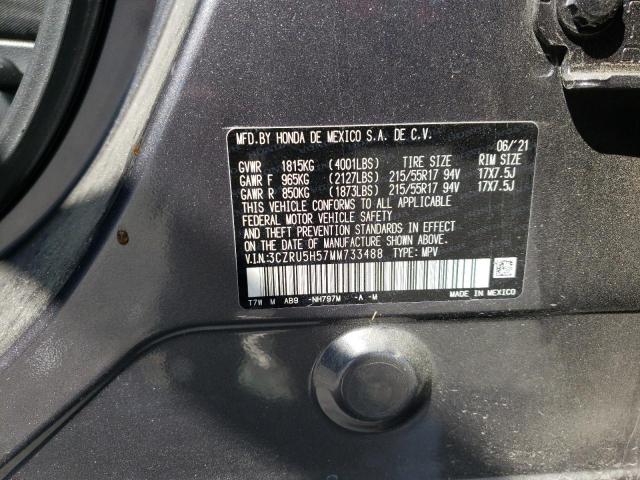 MFD.BY HONDA DE MEXICO S.A. DE C.V.
06/'21
GVWR 1815KG (4001LBS) TIRE SIZE RIM SIZE
GAWR F 965KG (2127LBS) 215/55R17 94V 17X7.5J
GAWR R 850KG (1873LBS) 215/55R17 94V 17X7.5J
THIS VEHICLE CONFORMS TO ALL APPLICABLE
FEDERAL MOTOR VEHICLE SAFETY
AND THEFT PREVENTION STANDARDS IN EFFECT
ON THE DATE OF MANUFACTURE SHOWN ABOVE.
V.I.N:3CZRU5H57MM733488 TYPE: MPV
T7W M AB9 -NH797M -A -M
MADE IN MEXICO